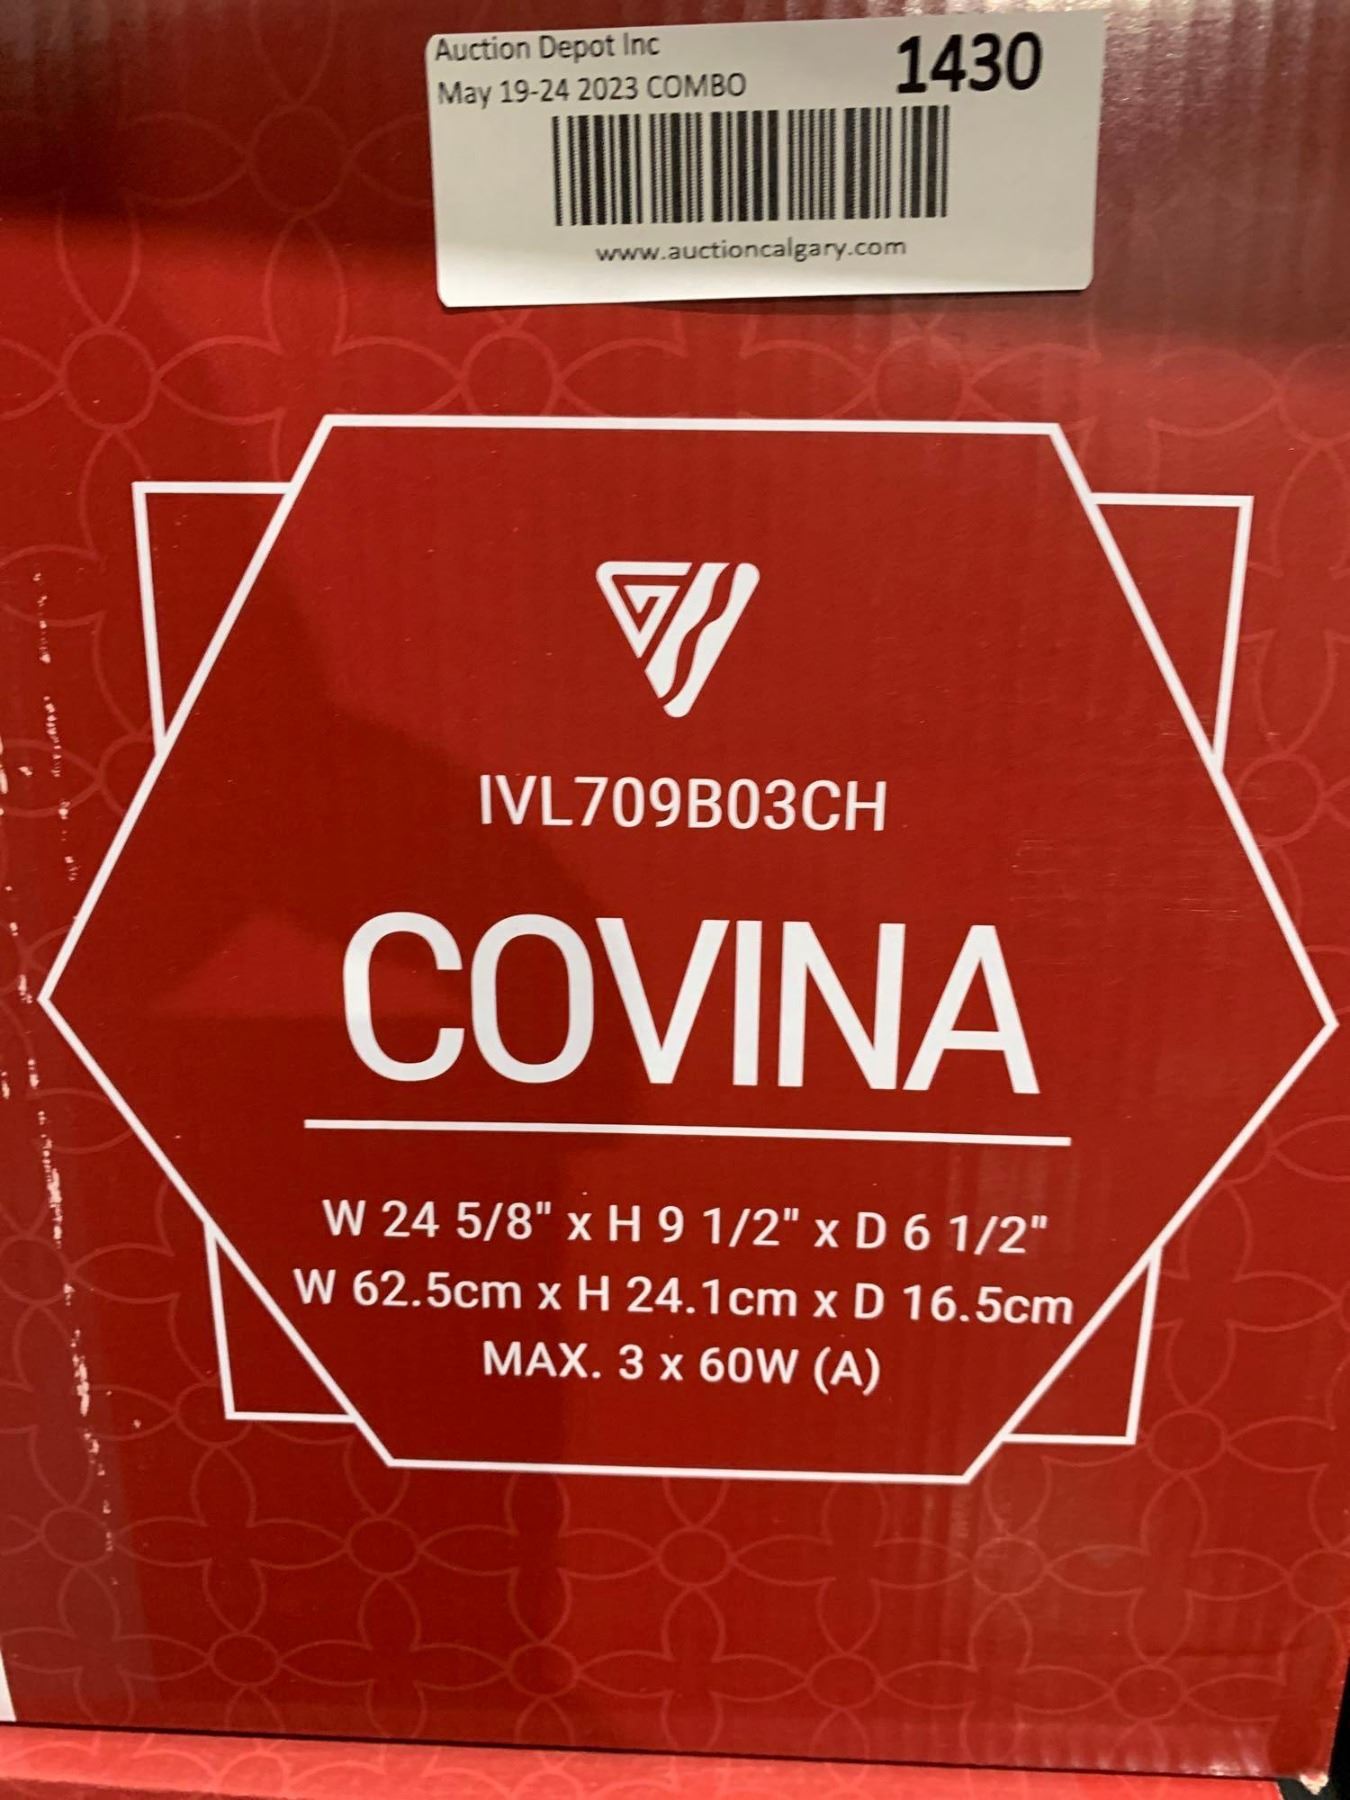 Auction Depot Inc
May 19-24 2023 COMBO
1430
www.auctioncalgary.com
IVL709B03CH
COVINA
W 24 5/8" x H 9 1/2" x D 6 1/2"
W 62.5cm x H 24.1cm x D 16.5cm
MAX. 3 x 60W (A)